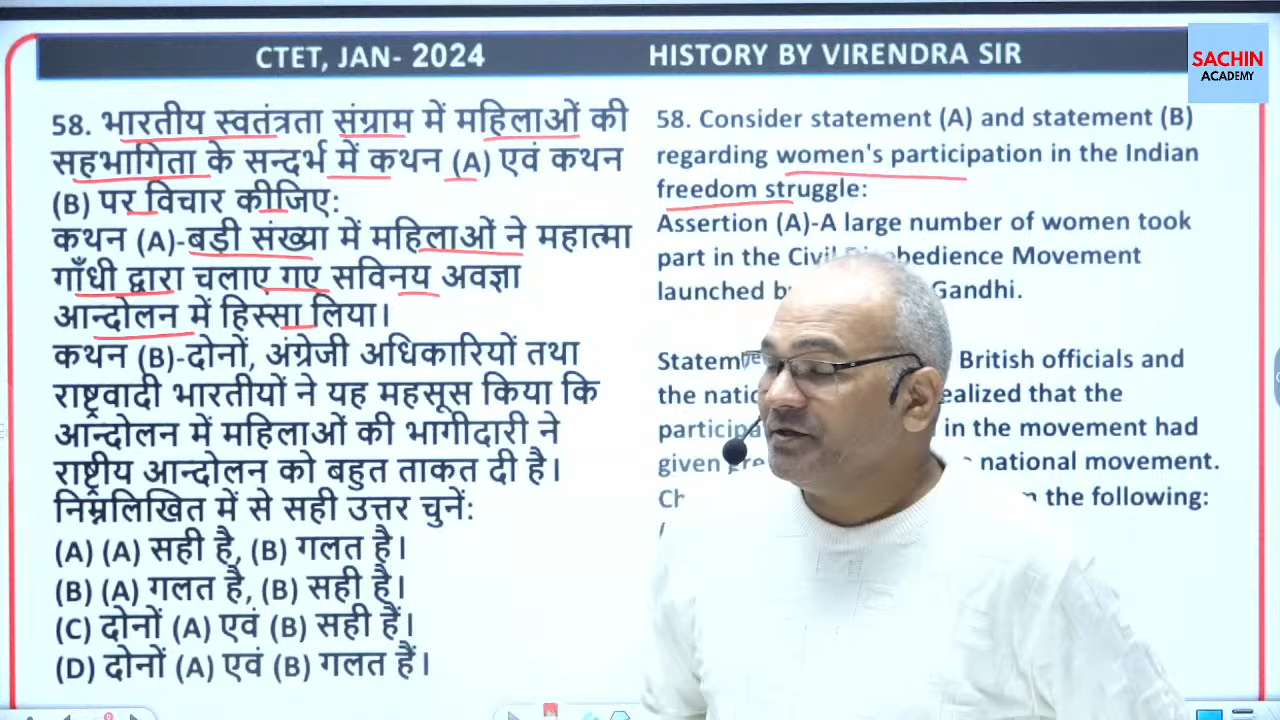 CTET, JAN- 2024
HISTORY BY VIRENDRA SIR
SACHIN
ACADEMY
58. भारतीय स्वतंत्रता संग्राम में महिलाओं की
सहभागिता के सन्दर्भ में कथन (A) एवं कथन
(B) पर विचार कीजिए:
कथन (A)-बड़ी संख्या में महिलाओं ने महात्मा
गाँधी द्वारा चलाए गए सविनय अवज्ञा
आन्दोलन में हिस्सा लिया।
कथन (B)-दोनों, अंग्रेजी अधिकारियों तथा
राष्ट्रवादी भारतीयों ने यह महसूस किया कि
आन्दोलन में महिलाओं की भागीदारी ने
राष्ट्रीय आन्दोलन को बहुत ताकत दी है।
निम्नलिखित में से सही उत्तर चुनें:
(A) (A) सही है, (B) गलत है।
(B) (A) गलत है, (B) सही है।
(C) दोनों (A) एवं (B) सही हैं।
(D) दोनों (A) एवं (B) गलत हैं।
58. Consider statement (A) and statement (B)
regarding women's participation in the Indian
freedom struggle:
Assertion (A)-A large number of women took
part in the Civil Movement
launched Gandhi.
British officials and
the that the
in the movement had
given national movement.
the following: